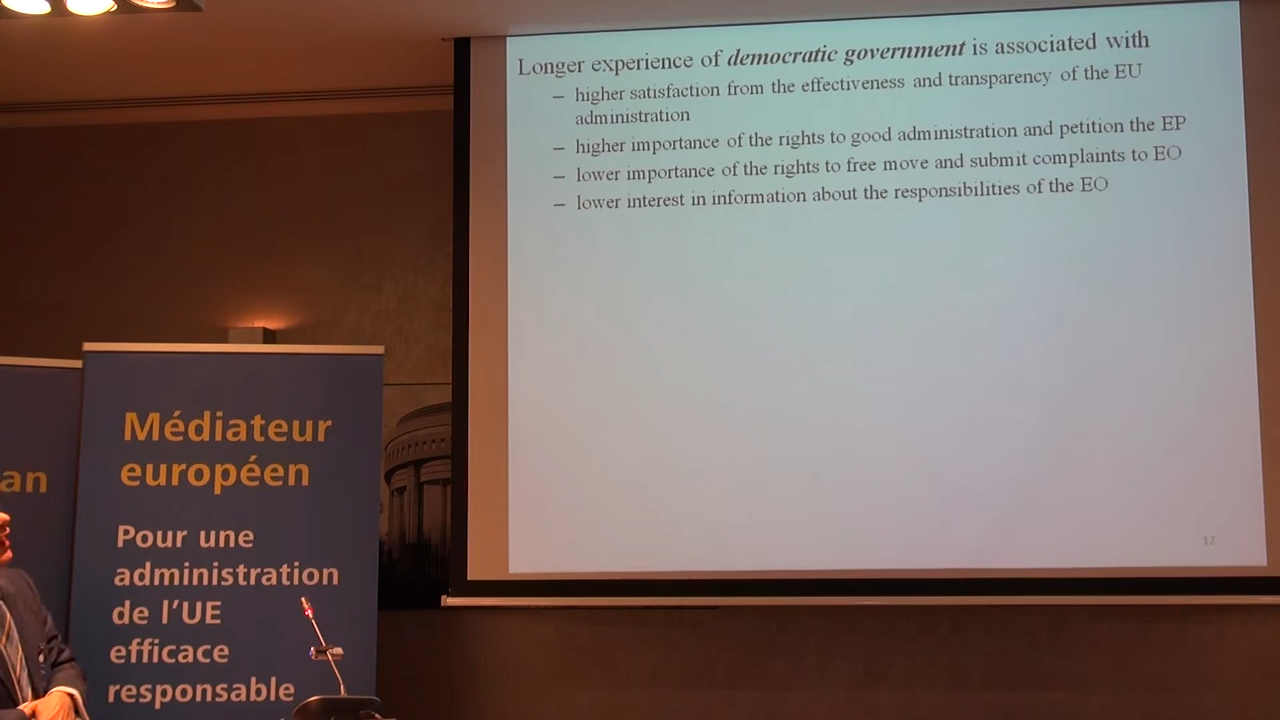 Longer experience of democratic government is associated with
– higher satisfaction from the effectiveness and transparency of the EU
administration
– higher importance of the rights to good administration and petition the EP
– lower importance of the rights to free move and submit complaints to EO
– lower interest in information about the responsibilities of the EO
12
an
Médiateur
européen
Pour une
administration
de l'UE
efficace
responsable